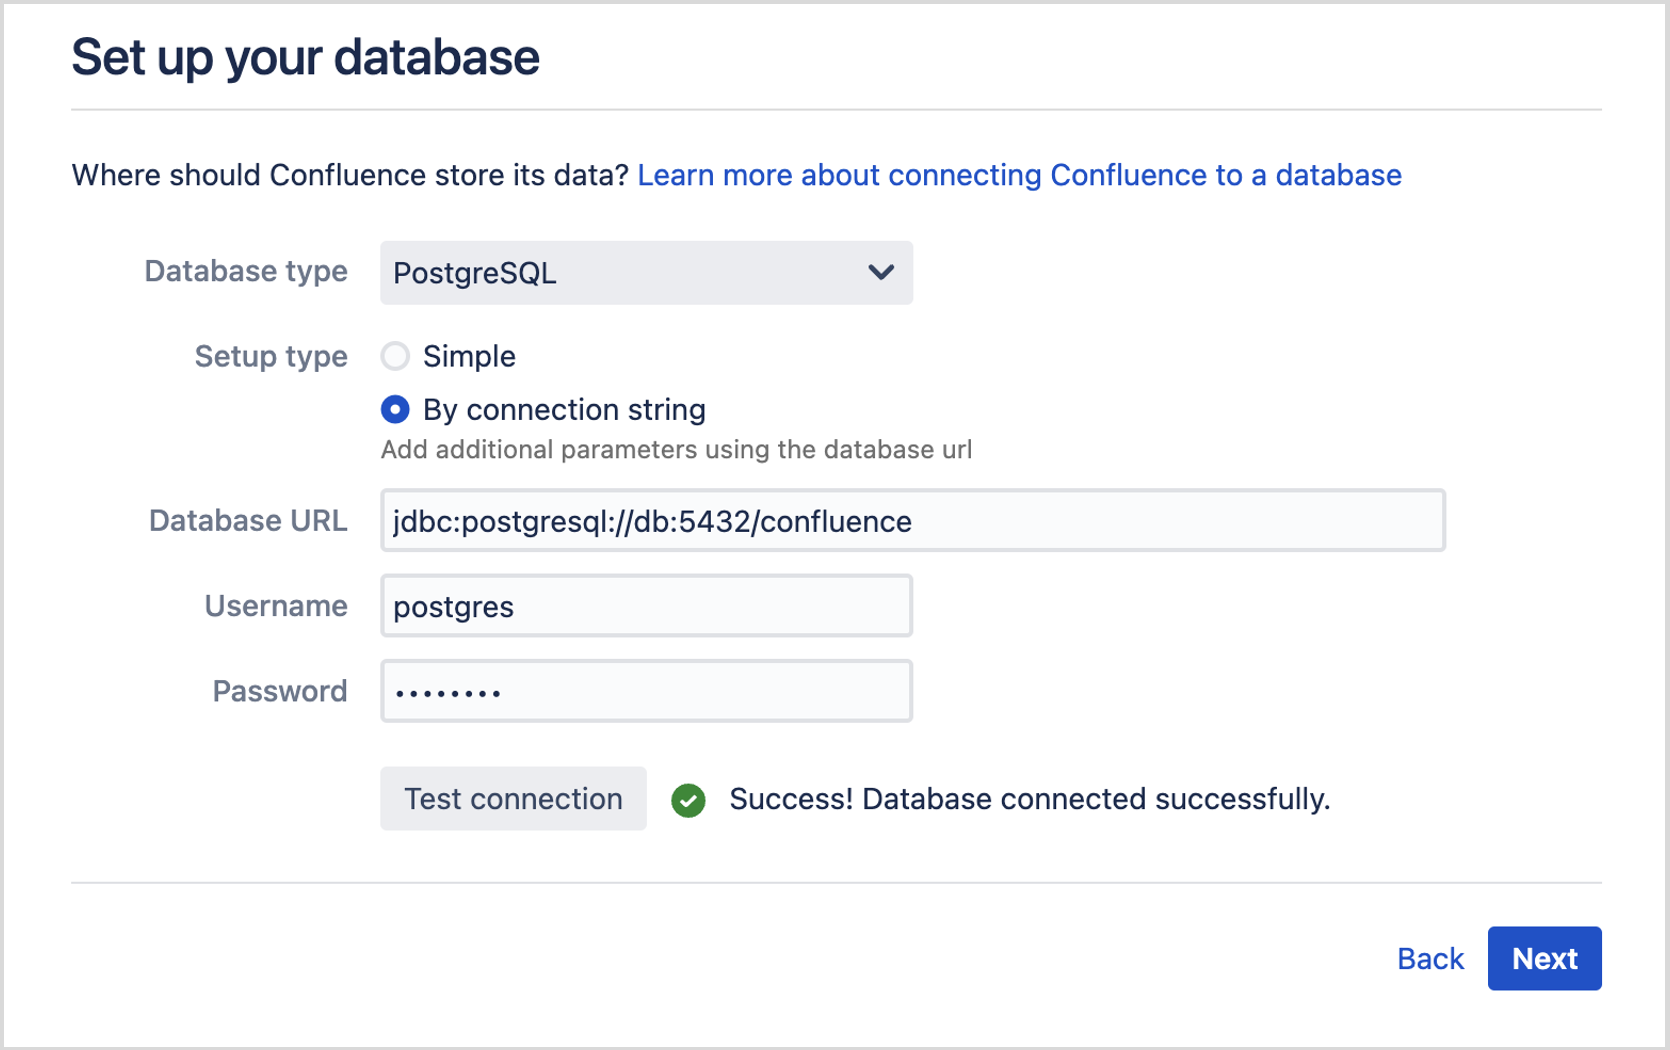 Set up your database
Where should Confluence store its data? Learn more about connecting Confluence to a database
Database type PostgreSQL
Setup type Simple
By connection string
Add additional parameters using the database url
Database URL jdbc:postgresql://db:5432/confluence
Username postgres
Password ••••••••
Test connection Success! Database connected successfully.
Back Next